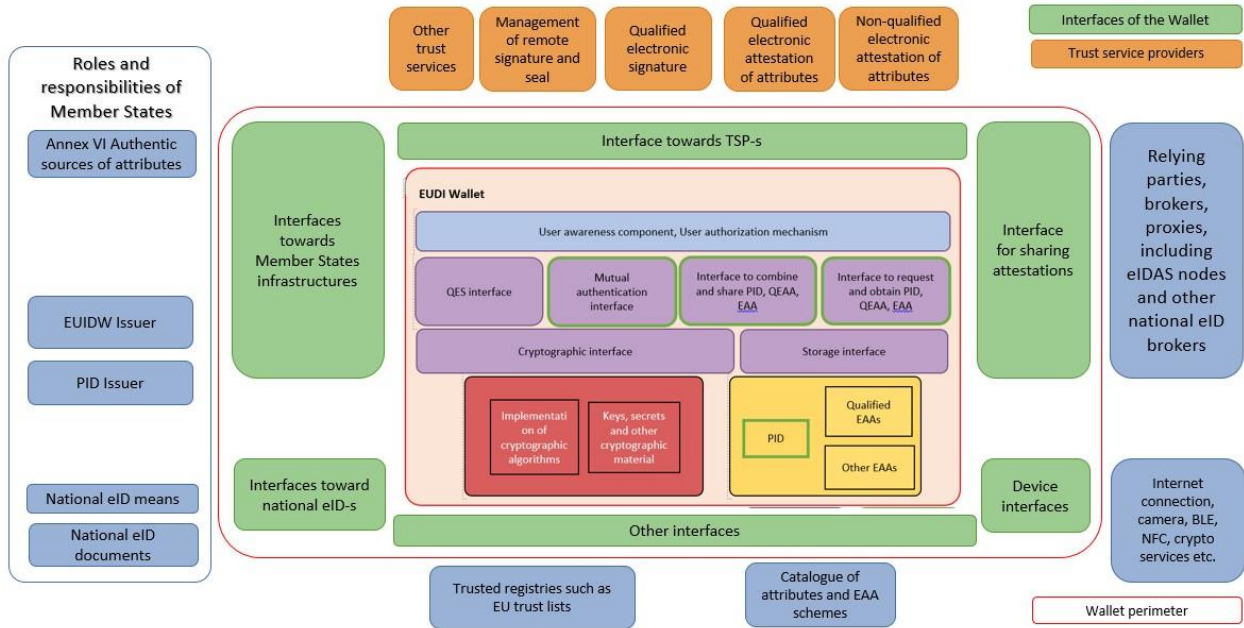 Other
trust
services
Management
of remote
signature and
seal
Qualified
electronic
signature
Qualified
electronic
attestation
of attributes
Non-qualified
electronic
attestation of
attributes
Interfaces of the Wallet
Trust service providers
Roles and
responsibilities of
Member States
Annex VI Authentic
sources of attributes
EUIDW Issuer
PID Issuer
National eID means
National eID
documents
Interfaces
towards
Member States
infrastructures
Interfaces toward
national eID-s
Interface towards TSP-s
EUDI Wallet
User awareness component, User authorization mechanism
QES interface
Mutual
authentication
interface
Interface to combine
and share PID, QEAA,
EAA
Interface to request
and obtain PID,
QEAA, EAA
Cryptographic interface
Storage interface
Implementati
on of
cryptographic
algorithms
Keys, secrets
and other
cryptographic
material
PID
Qualified
EAAs
Other EAAs
Other interfaces
Interface
for sharing
attestations
Device
interfaces
Relying
parties,
brokers,
proxies,
including
eIDAS nodes
and other
national eID
brokers
Internet
connection,
camera, BLE,
NFC, crypto
services etc.
Trusted registries such as
EU trust lists
Catalogue of
attributes and EAA
schemes
Wallet perimeter